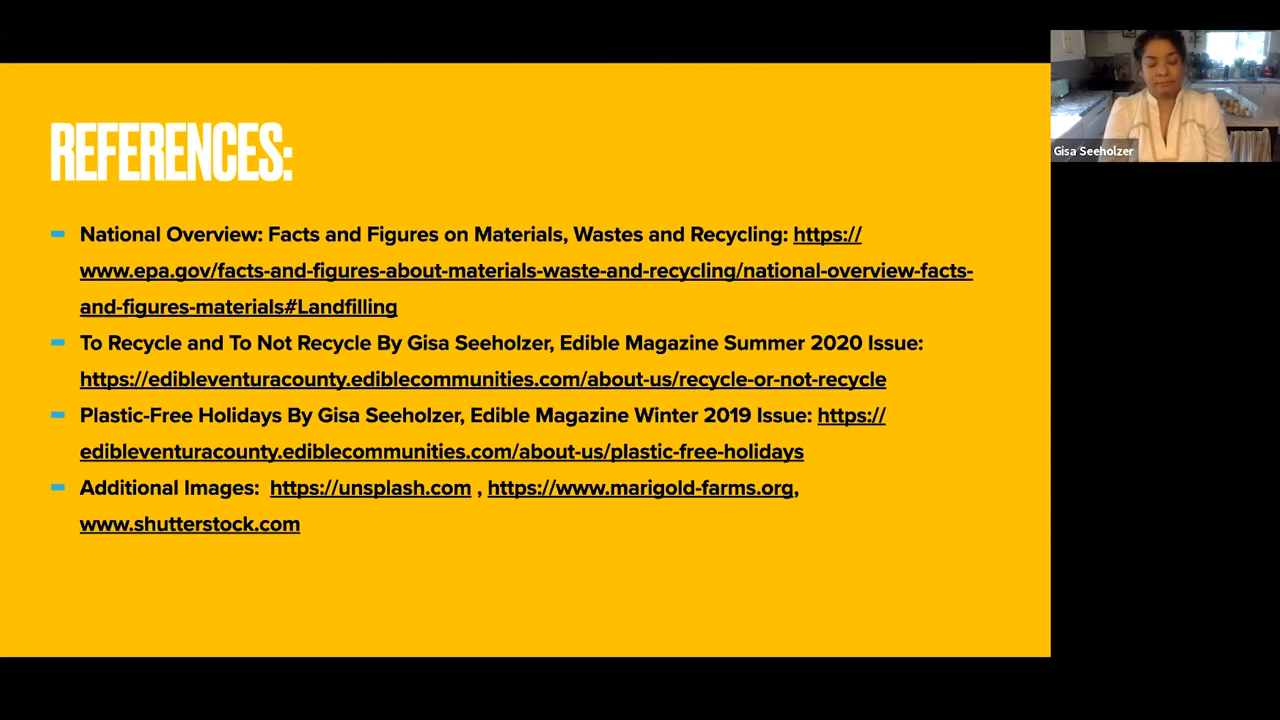 REFERENCES:
National Overview: Facts and Figures on Materials, Wastes and Recycling: https://
www.epa.gov/facts-and-figures-about-materials-waste-and-recycling/national-overview-facts-
and-figures-materials#Landfilling
To Recycle and To Not Recycle By Gisa Seeholzer, Edible Magazine Summer 2020 Issue:
https://edibleventuracounty.ediblecommunities.com/about-us/recycle-or-not-recycle
Plastic-Free Holidays By Gisa Seeholzer, Edible Magazine Winter 2019 Issue: https://
edibleventuracounty.ediblecommunities.com/about-us/plastic-free-holidays
Additional Images: https://unsplash.com , https://www.marigold-farms.org,
www.shutterstock.com
Gisa Seeholzer